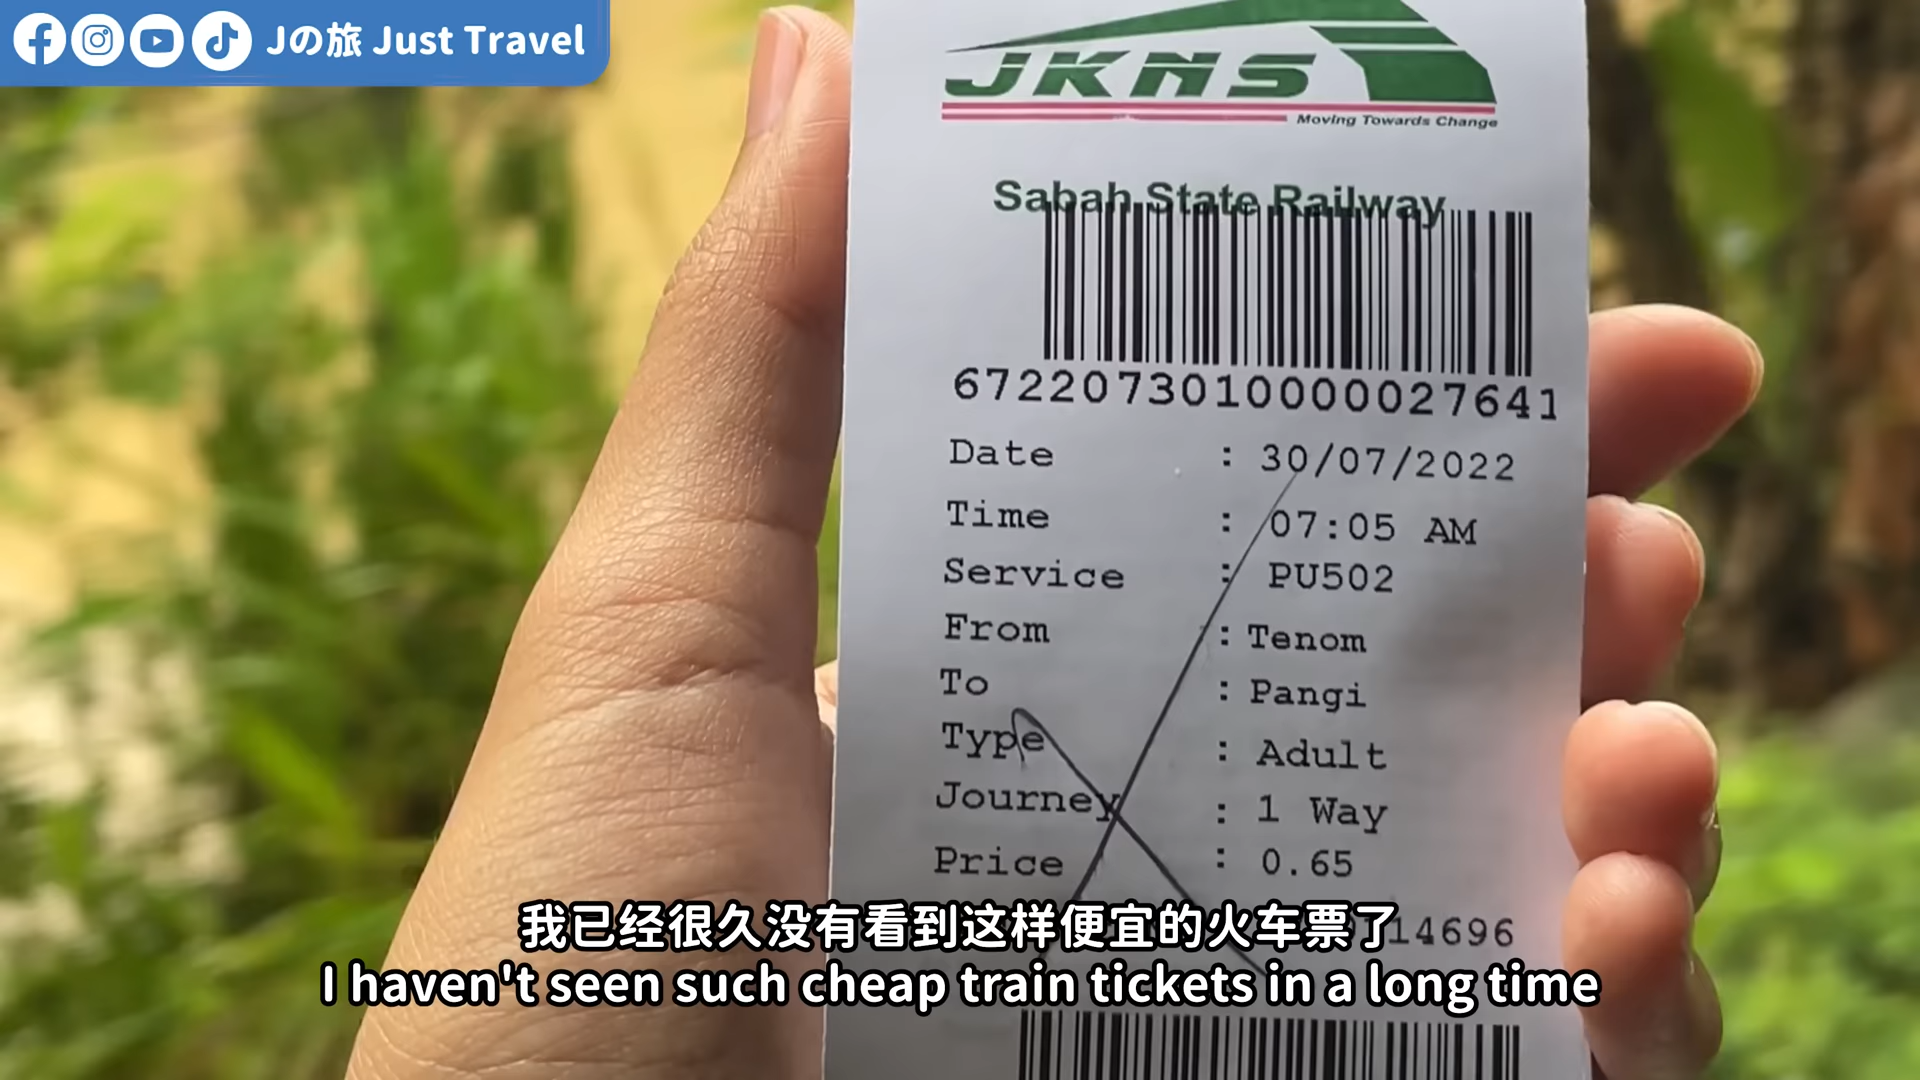 Jの旅 Just Travel
JKNS
Moving Towards Change
Sabah State Railway
6722073010000027641
Date : 30/07/2022
Time : 07:05 AM
Service : PU502
From : Tenom
To : Pangi
Type : Adult
Journey : 1 Way
Price : 0.65
14696
我已经很久没有看到这样便宜的火车票了
I haven't seen such cheap train tickets in a long time